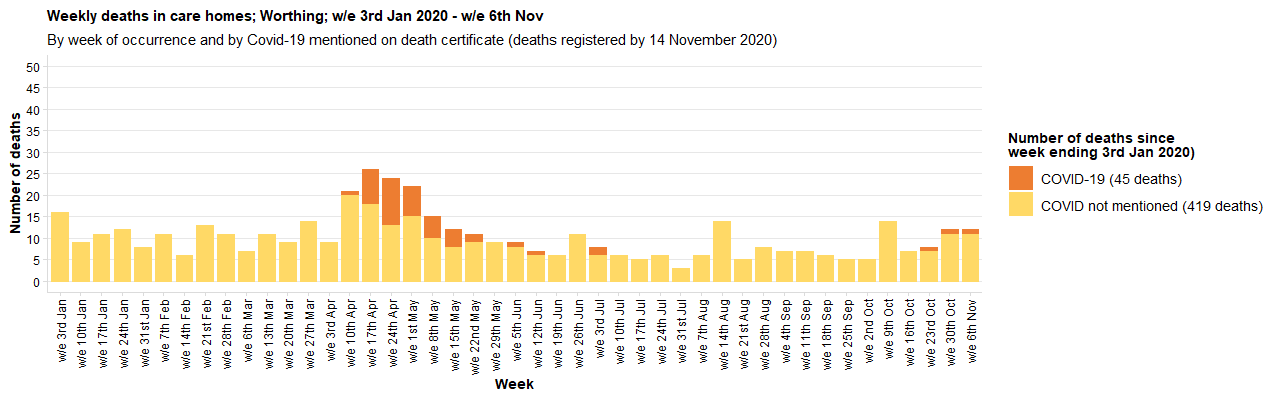 Weekly deaths in care homes; Worthing; w/e 3rd Jan 2020 - w/e 6th Nov
By week of occurrence and by Covid-19 mentioned on death certificate (deaths registered by 14 November 2020)
Number of deaths
50
45
40
35
30
25
20
15
10
5
0
w/e 3rd Jan
w/e 10th Jan
w/e 17th Jan
w/e 24th Jan
w/e 31st Jan
w/e 7th Feb
w/e 14th Feb
w/e 21st Feb
w/e 28th Feb
w/e 6th Mar
w/e 13th Mar
w/e 20th Mar
w/e 27th Mar
w/e 3rd Apr
w/e 10th Apr
w/e 17th Apr
w/e 24th Apr
w/e 1st May
w/e 8th May
w/e 15th May
w/e 22nd May
w/e 29th May
w/e 5th Jun
w/e 12th Jun
w/e 19th Jun
w/e 26th Jun
w/e 3rd Jul
w/e 10th Jul
w/e 17th Jul
w/e 24th Jul
w/e 31st Jul
w/e 7th Aug
w/e 14th Aug
w/e 21st Aug
w/e 28th Aug
w/e 4th Sep
w/e 11th Sep
w/e 18th Sep
w/e 25th Sep
w/e 2nd Oct
w/e 9th Oct
w/e 16th Oct
w/e 23rd Oct
w/e 30th Oct
w/e 6th Nov
Week
Number of deaths since
week ending 3rd Jan 2020)
COVID-19 (45 deaths)
COVID not mentioned (419 deaths)